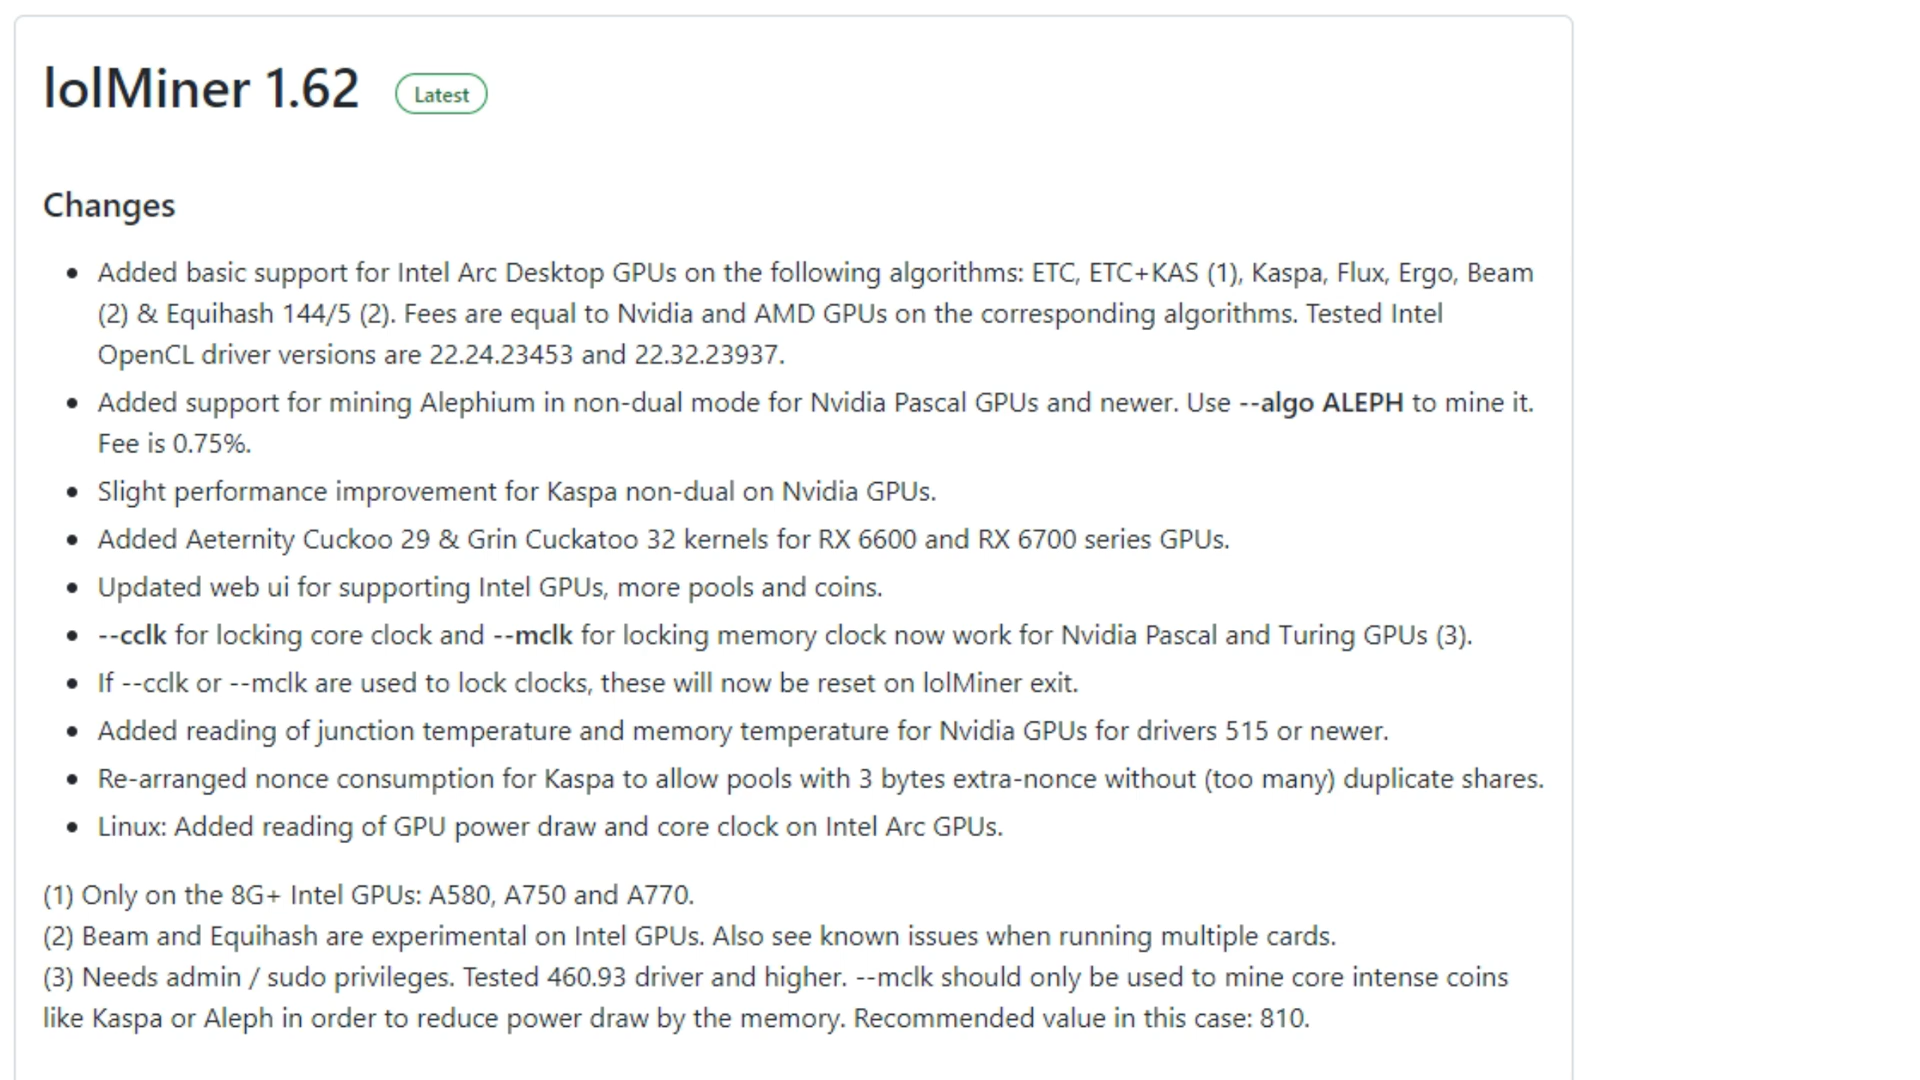 lolMiner 1.62 Latest
Changes
Added basic support for Intel Arc Desktop GPUs on the following algorithms: ETC, ETC+KAS (1), Kaspa, Flux, Ergo, Beam
(2) & Equihash 144/5 (2). Fees are equal to Nvidia and AMD GPUs on the corresponding algorithms. Tested Intel
OpenCL driver versions are 22.24.23453 and 22.32.23937.
Added support for mining Alephium in non-dual mode for Nvidia Pascal GPUs and newer. Use --algo ALEPH to mine it.
Fee is 0.75%.
Slight performance improvement for Kaspa non-dual on Nvidia GPUs.
Added Aeternity Cuckoo 29 & Grin Cuckatoo 32 kernels for RX 6600 and RX 6700 series GPUs.
Updated web ui for supporting Intel GPUs, more pools and coins.
--cclk for locking core clock and --mclk for locking memory clock now work for Nvidia Pascal and Turing GPUs (3).
If --cclk or --mclk are used to lock clocks, these will now be reset on lolMiner exit.
Added reading of junction temperature and memory temperature for Nvidia GPUs for drivers 515 or newer.
Re-arranged nonce consumption for Kaspa to allow pools with 3 bytes extra-nonce without (too many) duplicate shares.
Linux: Added reading of GPU power draw and core clock on Intel Arc GPUs.
(1) Only on the 8G+ Intel GPUs: A580, A750 and A770.
(2) Beam and Equihash are experimental on Intel GPUs. Also see known issues when running multiple cards.
(3) Needs admin / sudo privileges. Tested 460.93 driver and higher. --mclk should only be used to mine core intense coins
like Kaspa or Aleph in order to reduce power draw by the memory. Recommended value in this case: 810.